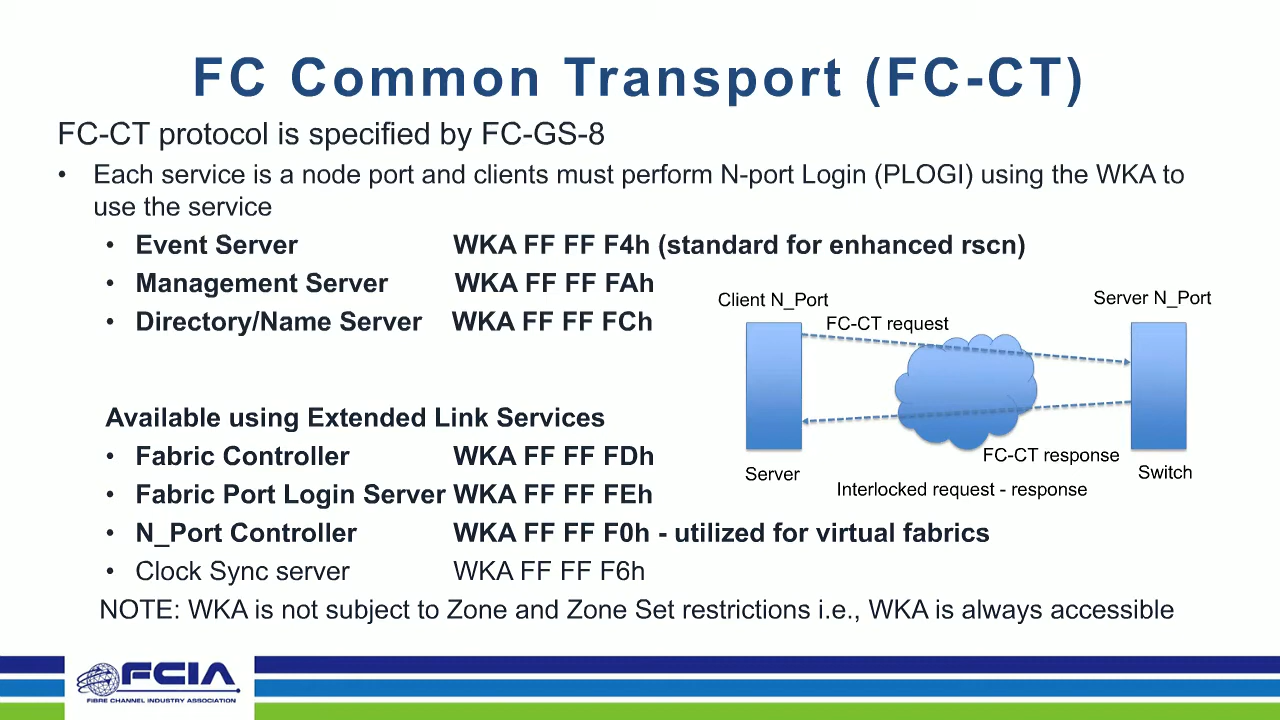 FC Common Transport (FC-CT)
FC-CT protocol is specified by FC-GS-8
• Each service is a node port and clients must perform N-port Login (PLOGI) using the WKA to
use the service
• Event Server WKA FF FF F4h (standard for enhanced rscn)
• Management Server WKA FF FF FAh
• Directory/Name Server WKA FF FF FCh
Client N_Port
Server N_Port
FC-CT request
FC-CT response
Server
Switch
Interlocked request - response
Available using Extended Link Services
• Fabric Controller WKA FF FF FDh
• Fabric Port Login Server WKA FF FF FEh
• N_Port Controller WKA FF FF F0h - utilized for virtual fabrics
• Clock Sync server WKA FF FF F6h
NOTE: WKA is not subject to Zone and Zone Set restrictions i.e., WKA is always accessible
FCIA
FIBRE CHANNEL INDUSTRY ASSOCIATION